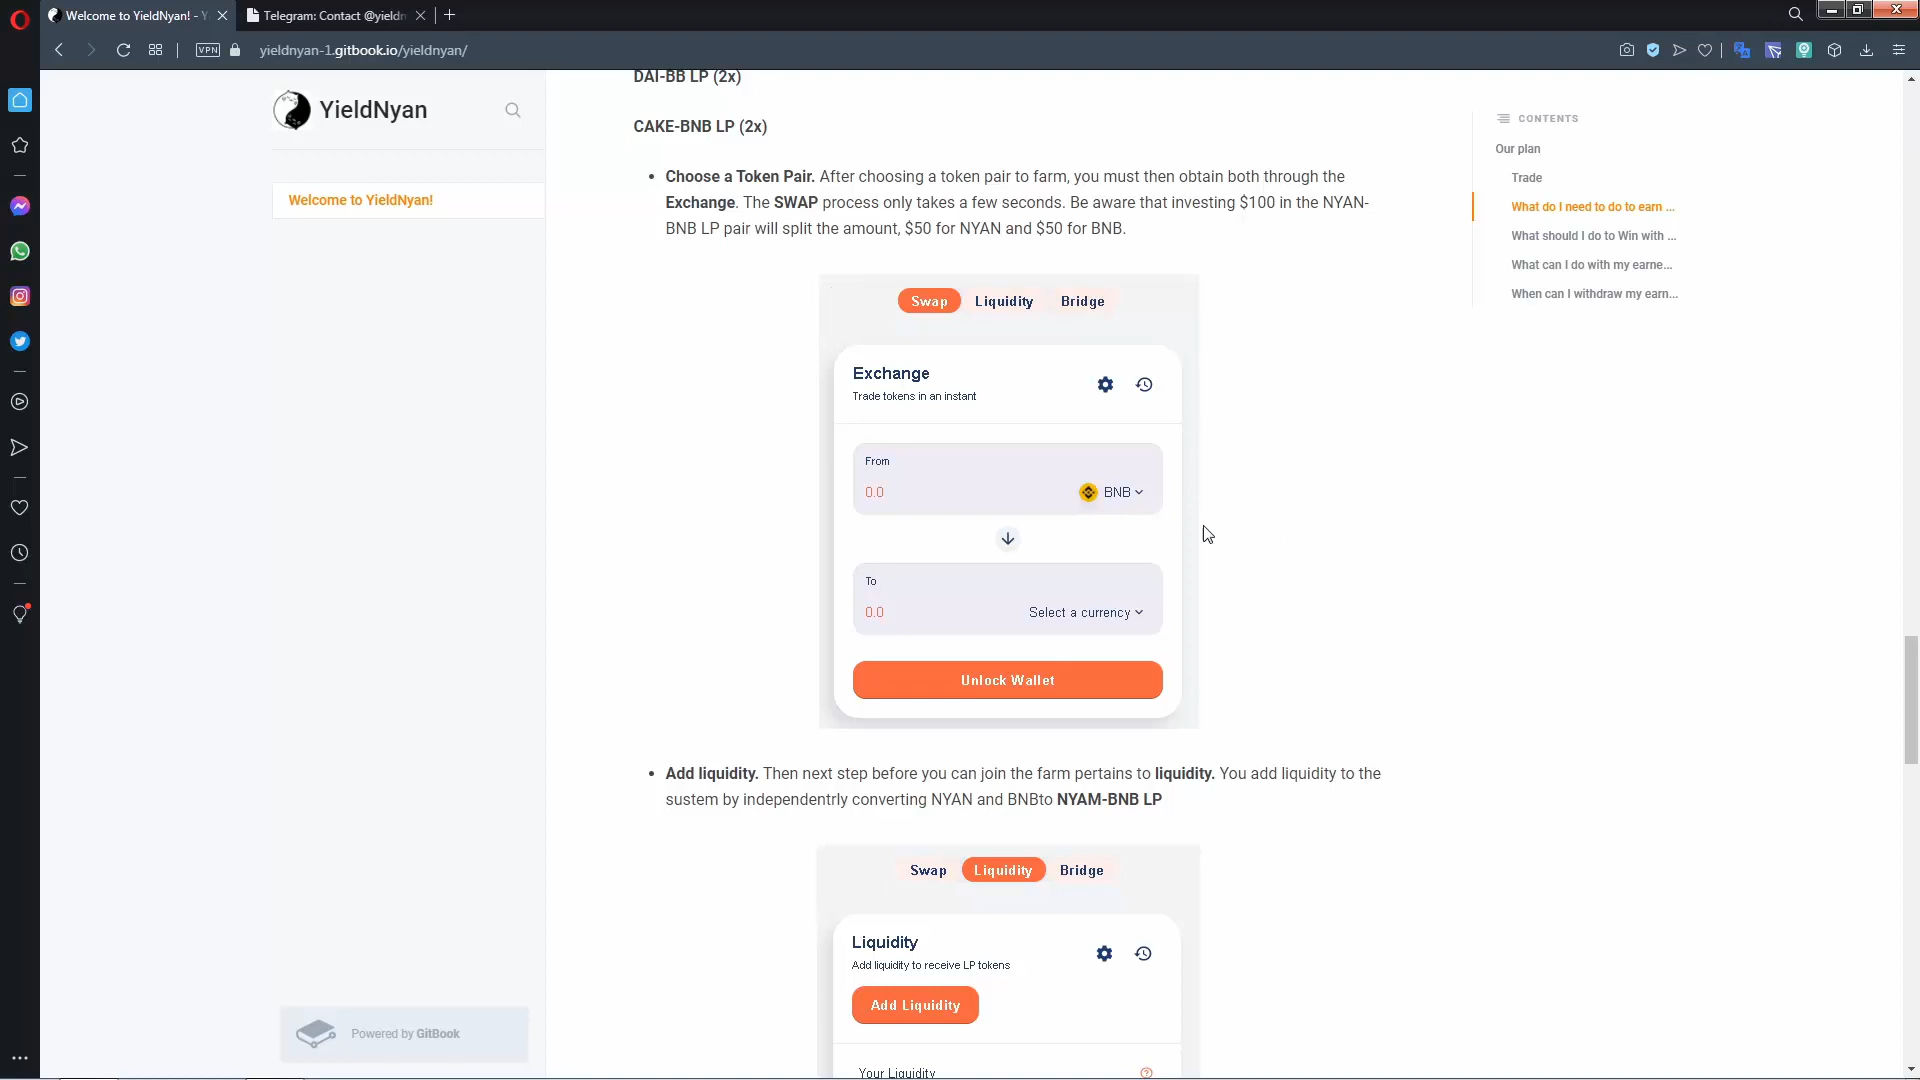 Welcome to YieldNyan! - Y
Telegram: Contact @yieldn
VPN
yieldnyan-1.gitbook.io/yieldnyan/
YieldNyan
Welcome to YieldNyan!
Powered by GitBook
DAI-BB LP (2x)
CAKE-BNB LP (2x)
• Choose a Token Pair. After choosing a token pair to farm, you must then obtain both through the
Exchange. The SWAP process only takes a few seconds. Be aware that investing $100 in the NYAN-
BNB LP pair will split the amount, $50 for NYAN and $50 for BNB.
Swap Liquidity Bridge
Exchange
Trade tokens in an instant
From
0.0 BNB
To
0.0 Select a currency
Unlock Wallet
• Add liquidity. Then next step before you can join the farm pertains to liquidity. You add liquidity to the
sustem by independentrly converting NYAN and BNBto NYAM-BNB LP
Swap Liquidity Bridge
Liquidity
Add liquidity to receive LP tokens
Add Liquidity
Your Liquidity
CONTENTS
Our plan
Trade
What do I need to do to earn ...
What should I do to Win with ...
What can I do with my earne...
When can I withdraw my earn...